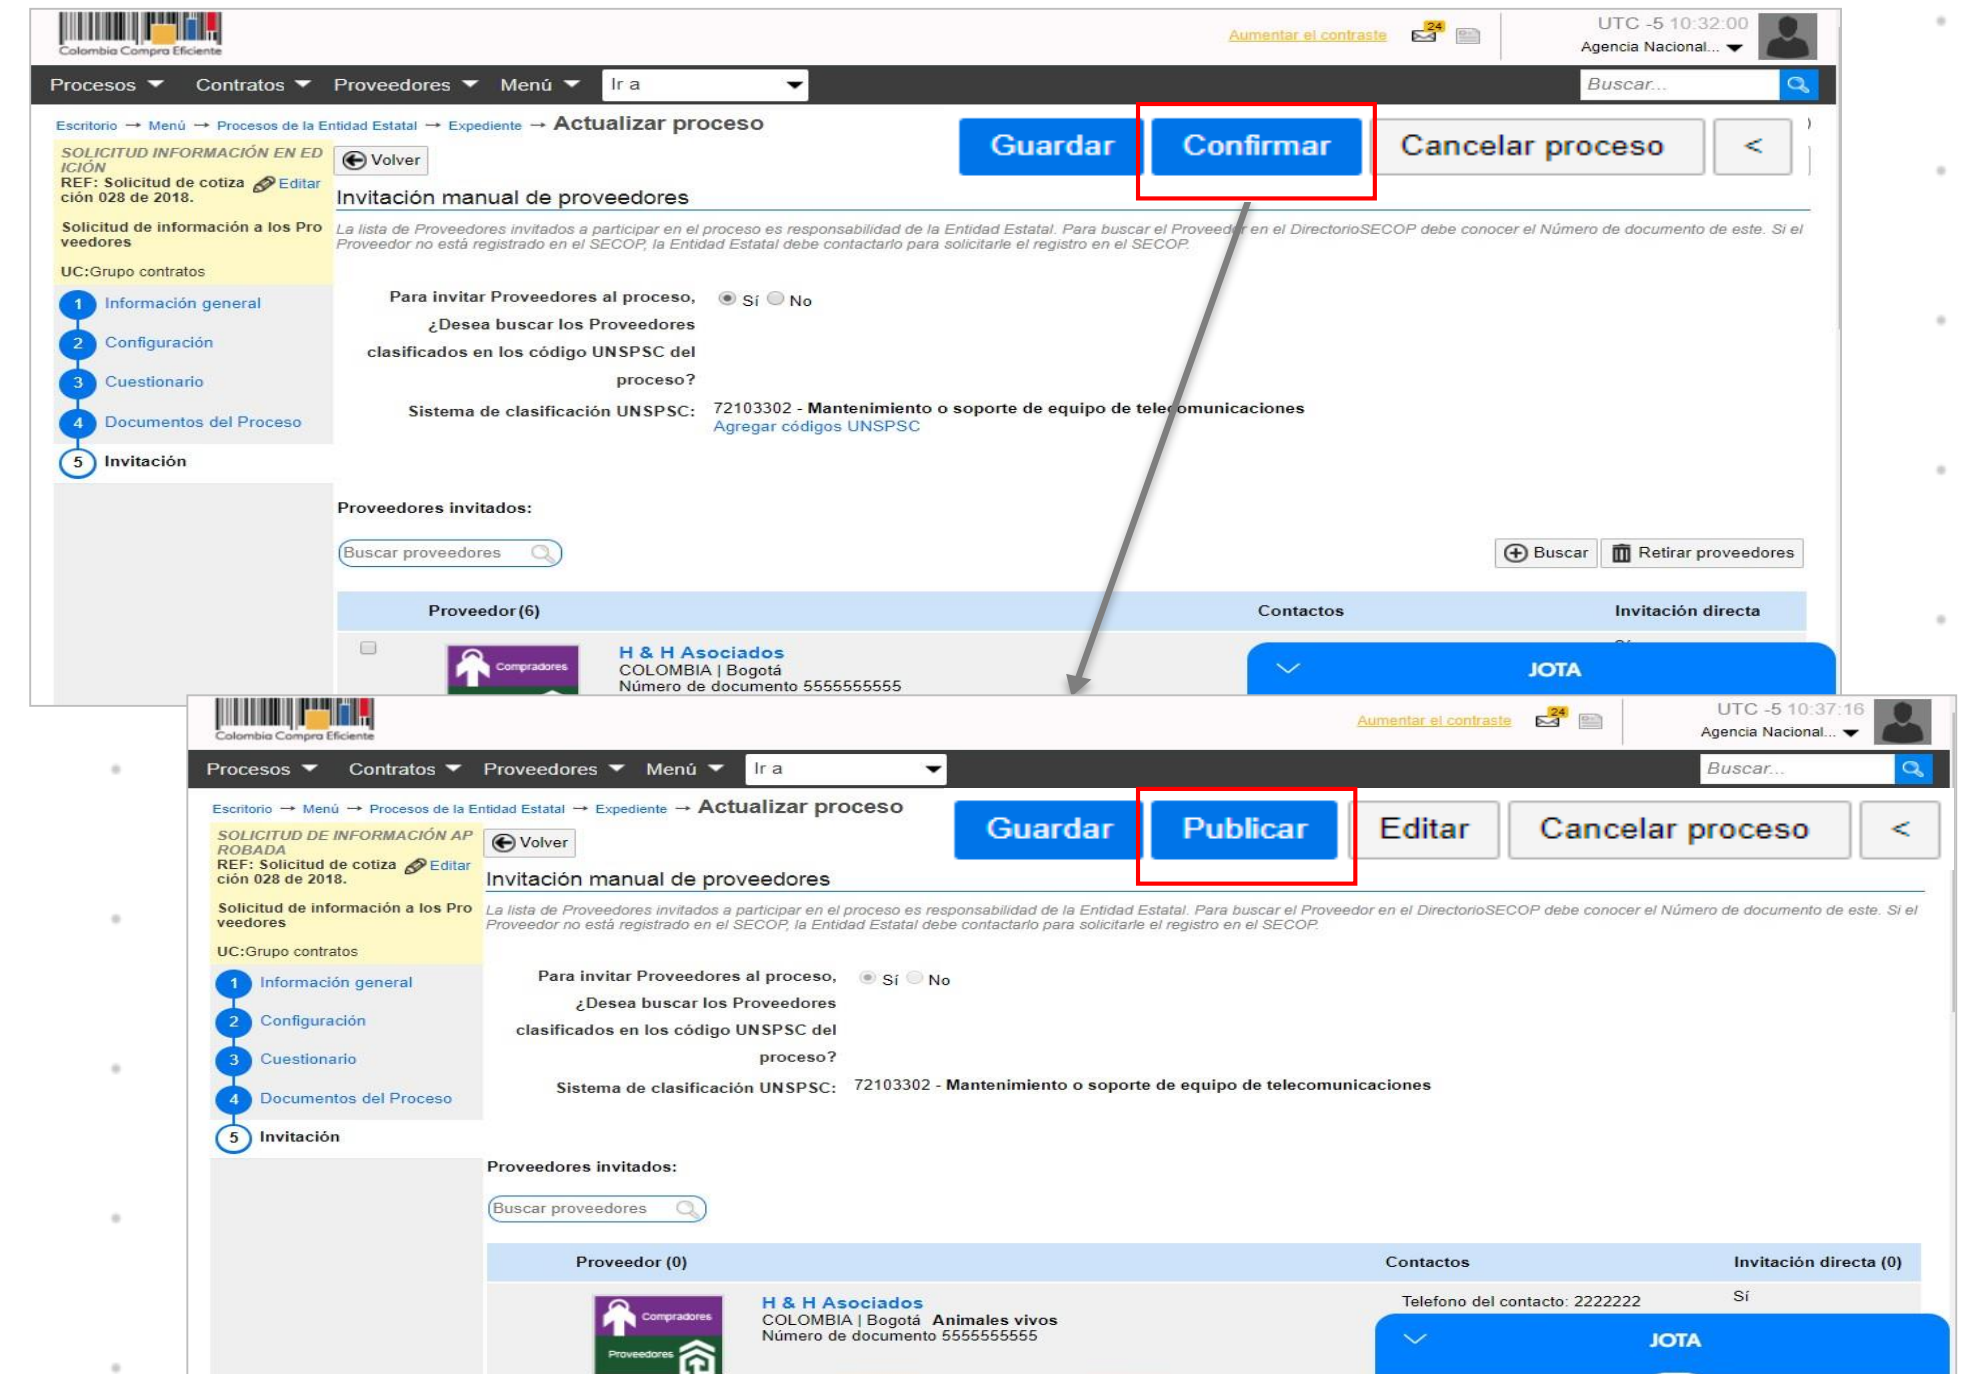 Colombia Compra Eficiente
Aumentar el contraste
24
UTC -5 10:32:00
Agencia Nacional...
Procesos Contratos Proveedores Menú Ir a Buscar...
Escritorio → Menú → Procesos de la Entidad Estatal → Expediente → Actualizar proceso
Guardar Confirmar Cancelar proceso <
SOLICITUD INFORMACIÓN EN ED
ICIÓN
REF: Solicitud de cotiza Editar
ción 028 de 2018.
Solicitud de información a los Pro
veedores
UC:Grupo contratos
1 Información general
2 Configuración
3 Cuestionario
4 Documentos del Proceso
5 Invitación
Volver
Invitación manual de proveedores
La lista de Proveedores invitados a participar en el proceso es responsabilidad de la Entidad Estatal. Para buscar el Proveedor en el DirectorioSECOP debe conocer el Número de documento de este. Si el
Proveedor no está registrado en el SECOP, la Entidad Estatal debe contactarlo para solicitarle el registro en el SECOP.
Para invitar Proveedores al proceso, Sí No
¿Desea buscar los Proveedores
clasificados en los código UNSPSC del
proceso?
Sistema de clasificación UNSPSC: 72103302 - Mantenimiento o soporte de equipo de telecomunicaciones
Agregar códigos UNSPSC
Proveedores invitados:
Buscar proveedores
Buscar Retirar proveedores
Proveedor (6) Contactos Invitación directa
Compradores
H & H Asociados
COLOMBIA | Bogotá
Número de documento 5555555555
JOTA
Colombia Compra Eficiente
Aumentar el contraste
24
UTC -5 10:37:16
Agencia Nacional...
Procesos Contratos Proveedores Menú Ir a Buscar...
Escritorio → Menú → Procesos de la Entidad Estatal → Expediente → Actualizar proceso
Guardar Publicar Editar Cancelar proceso <
SOLICITUD DE INFORMACIÓN AP
ROBADA
REF: Solicitud de cotiza Editar
ción 028 de 2018.
Solicitud de información a los Pro
veedores
UC:Grupo contratos
1 Información general
2 Configuración
3 Cuestionario
4 Documentos del Proceso
5 Invitación
Volver
Invitación manual de proveedores
La lista de Proveedores invitados a participar en el proceso es responsabilidad de la Entidad Estatal. Para buscar el Proveedor en el DirectorioSECOP debe conocer el Número de documento de este. Si el
Proveedor no está registrado en el SECOP, la Entidad Estatal debe contactarlo para solicitarle el registro en el SECOP.
Para invitar Proveedores al proceso, Sí No
¿Desea buscar los Proveedores
clasificados en los código UNSPSC del
proceso?
Sistema de clasificación UNSPSC: 72103302 - Mantenimiento o soporte de equipo de telecomunicaciones
Proveedores invitados:
Buscar proveedores
Proveedor (0) Contactos Invitación directa (0)
Compradores
Proveedores
H & H Asociados
COLOMBIA | Bogotá Animales vivos
Número de documento 5555555555
Telefono del contacto: 2222222
Sí
JOTA